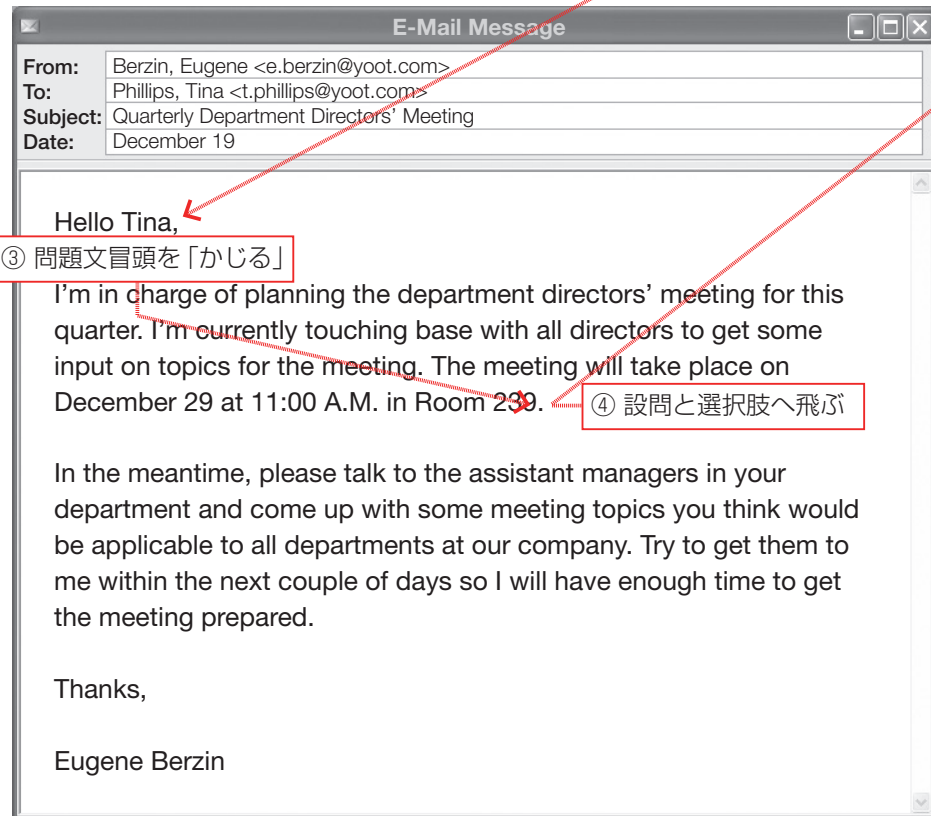 E-Mail Message
From: Berzin, Eugene <e.berzin@yoot.com>
To: Phillips, Tina <t.phillips@yoot.com>
Subject: Quarterly Department Directors' Meeting
Date: December 19
Hello Tina,
③ 問題文冒頭を「かじる」
I'm in charge of planning the department directors' meeting for this
quarter. I'm currently touching base with all directors to get some
input on topics for the meeting. The meeting will take place on
December 29 at 11:00 A.M. in Room 239.
④ 設問と選択肢へ飛ぶ
In the meantime, please talk to the assistant managers in your
department and come up with some meeting topics you think would
be applicable to all departments at our company. Try to get them to
me within the next couple of days so I will have enough time to get
the meeting prepared.
Thanks,
Eugene Berzin